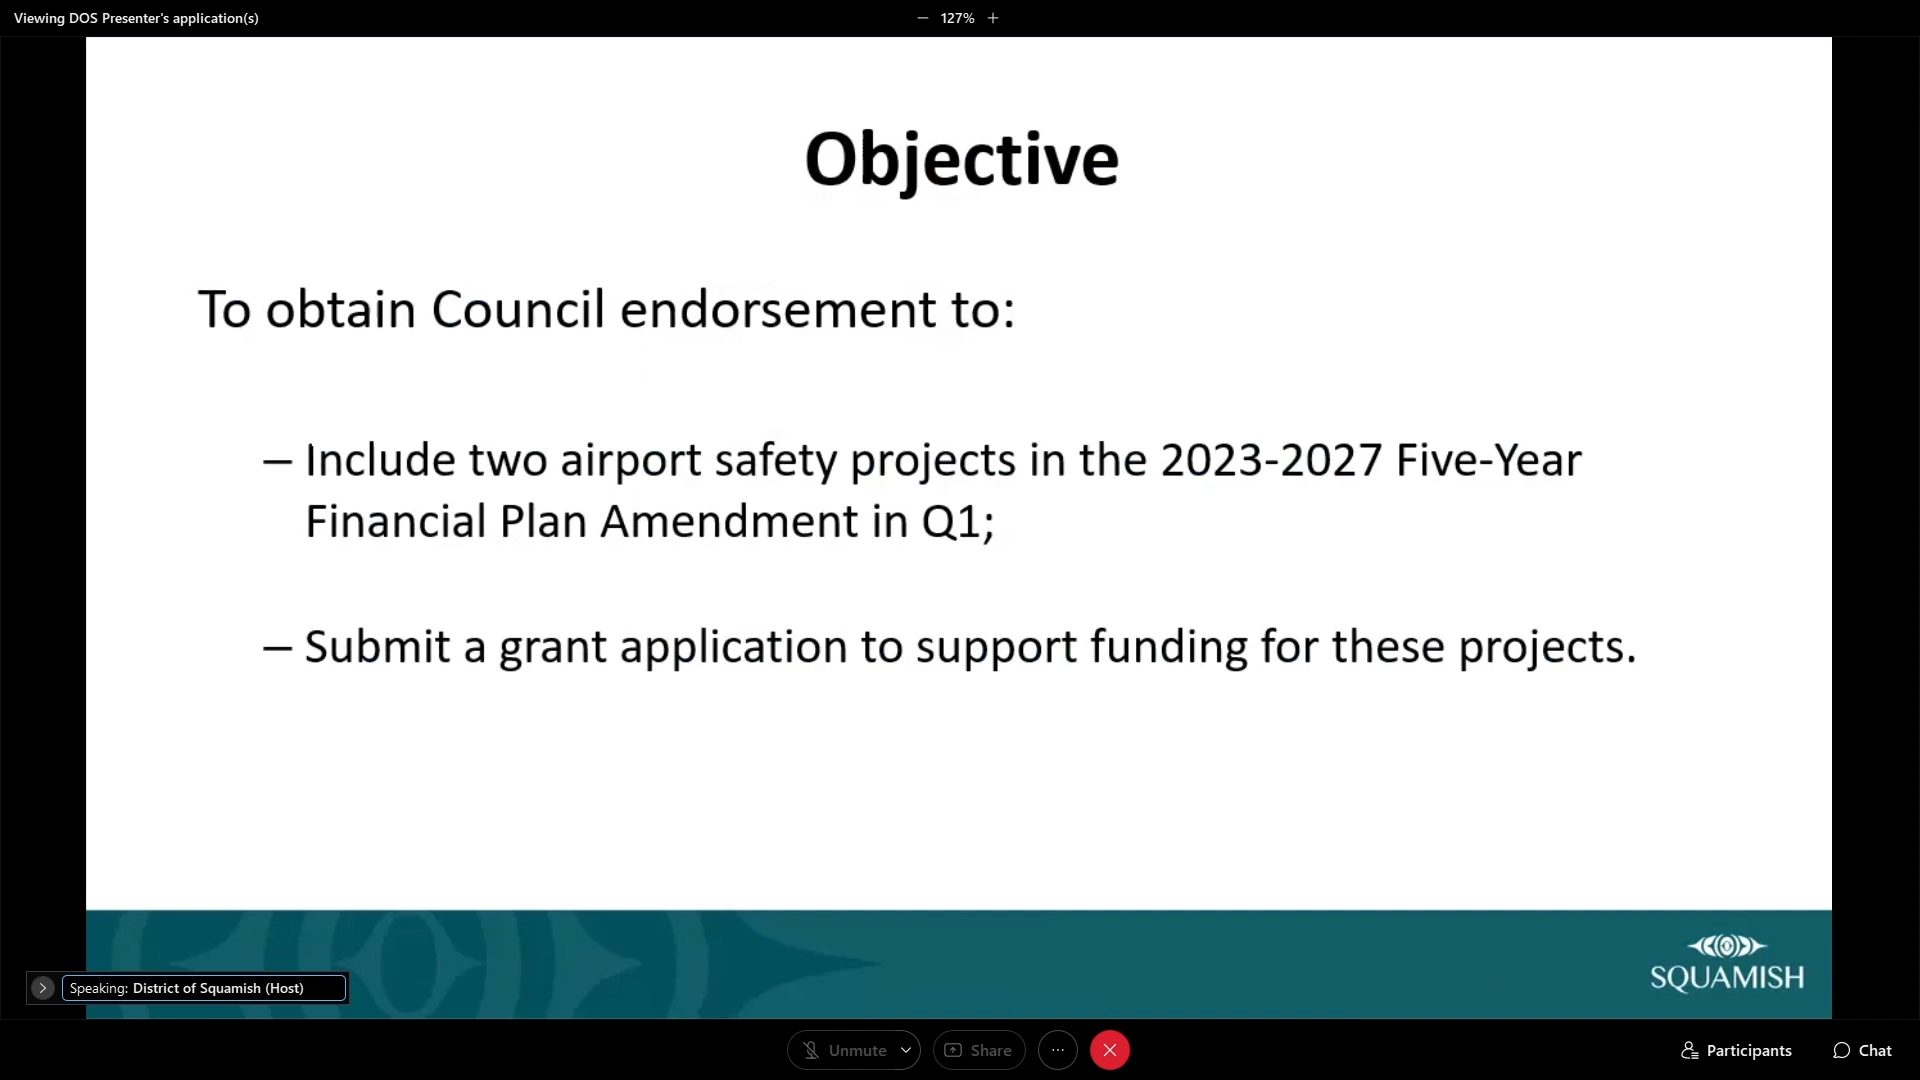 Viewing DOS Presenter's application(s)
127%
Objective
To obtain Council endorsement to:
– Include two airport safety projects in the 2023-2027 Five-Year
Financial Plan Amendment in Q1;
– Submit a grant application to support funding for these projects.
SQUAMISH
Speaking: District of Squamish (Host)
Unmute
Share
Participants
Chat